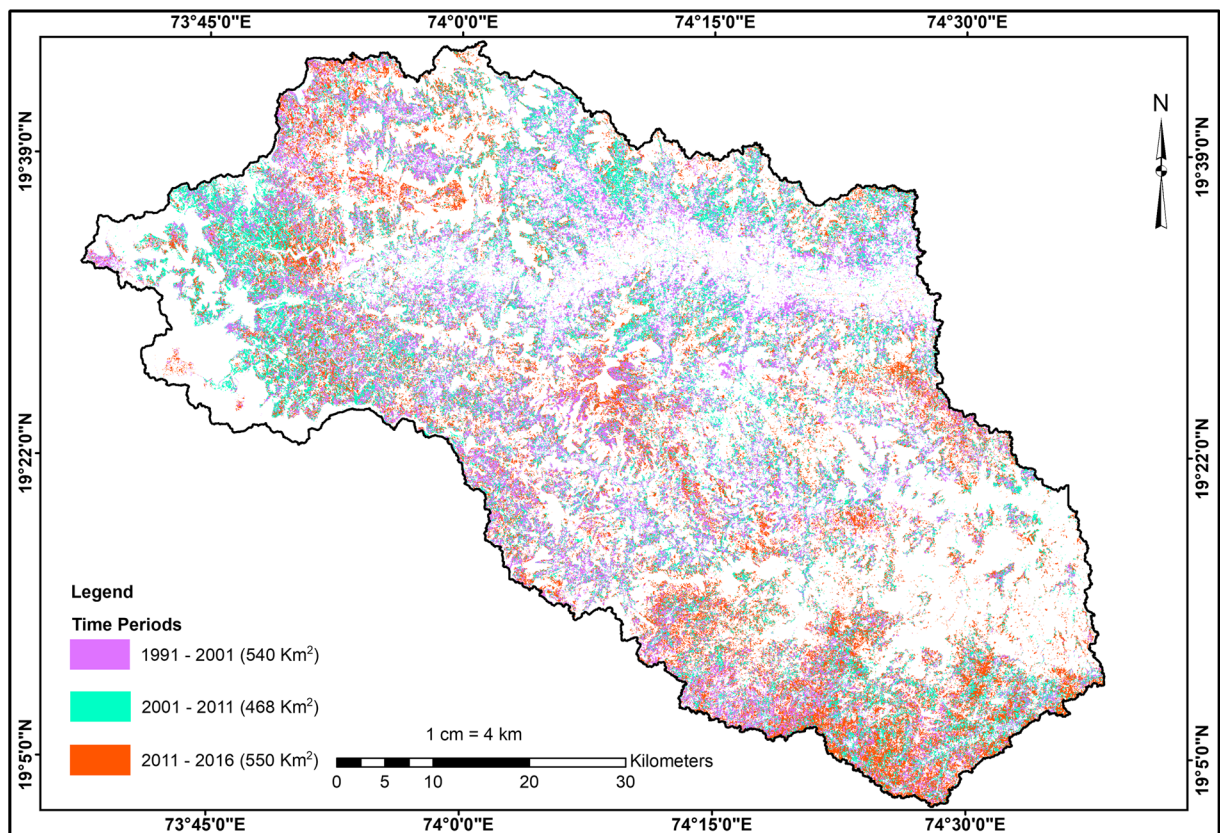 73°45'0"E 74°0'0"E 74°15'0"E 74°30'0"E
N
19°39'0"N 19°39'0"N
19°22'0"N 19°22'0"N
19°5'0"N 19°5'0"N
Legend
Time Periods
1991 - 2001 (540 Km²)
2001 - 2011 (468 Km²)
2011 - 2016 (550 Km²)
1 cm = 4 km
Kilometers
0 5 10 20 30
73°45'0"E 74°0'0"E 74°15'0"E 74°30'0"E